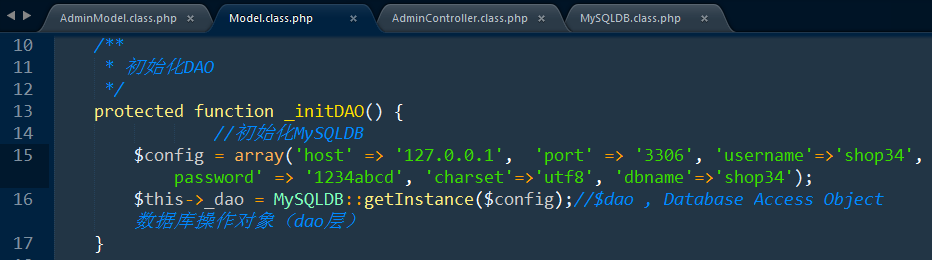 AdminModel.class.php × Model.class.php × AdminController.class.php × MySQLDB.class.php ×
10 /**
11 * 初始化DAO
12 */
13 protected function _initDAO() {
14 //初始化MySQLDB
15 $config = array('host' => '127.0.0.1', 'port' => '3306', 'username'=>'shop34',
password' => '1234abcd', 'charset'=>'utf8', 'dbname'=>'shop34');
16 $this->_dao = MySQLDB::getInstance($config);//$dao , Database Access Object
数据库操作对象（dao层）
17 }